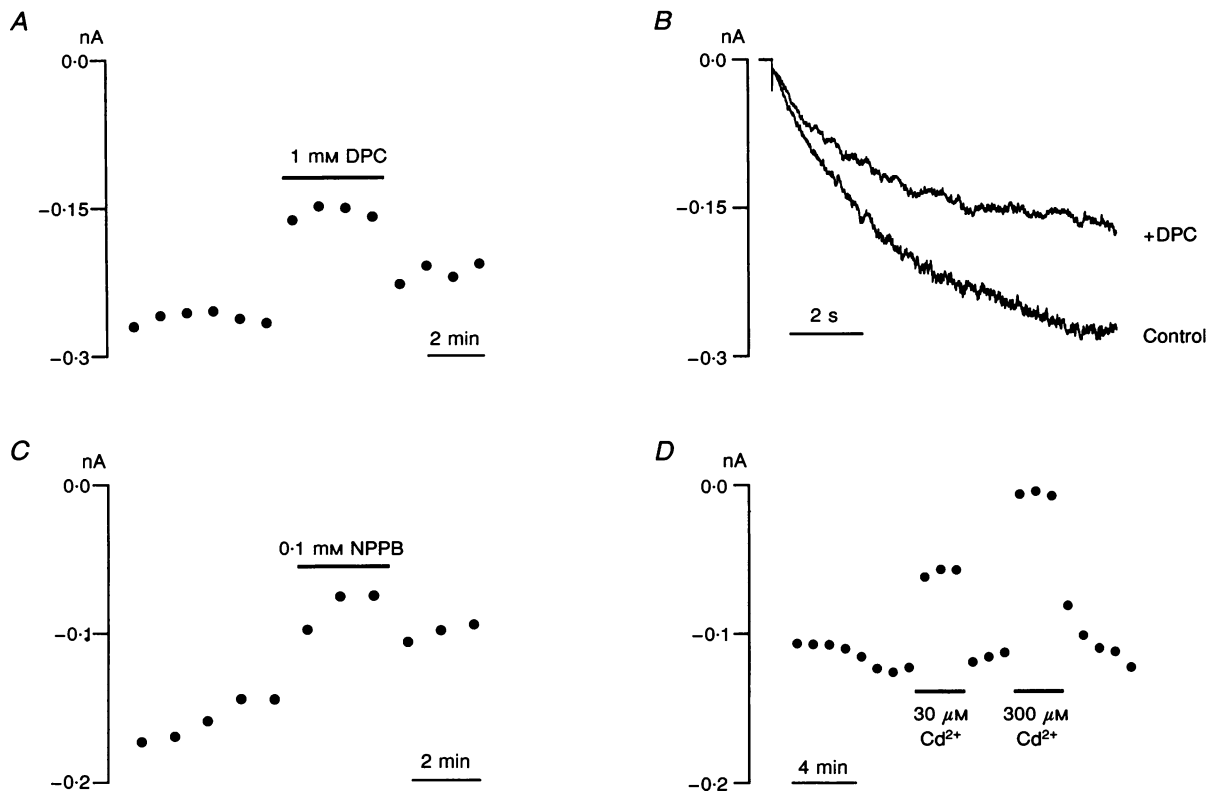 A
nA
0·0
1 mM DPC
−0·15
2 min
−0·3
B
nA
0·0
−0·15
+DPC
2 s
Control
−0·3
C
nA
0·0
0·1 mM NPPB
−0·1
2 min
−0·2
D
nA
0·0
−0·1
30 μM
Cd²⁺
300 μM
Cd²⁺
4 min
−0·2